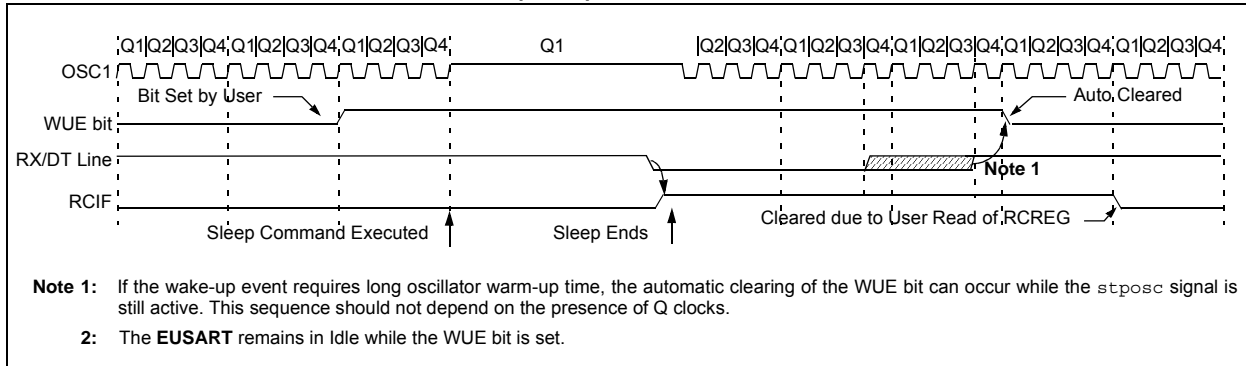 Q1|Q2|Q3|Q4|Q1|Q2|Q3|Q4|Q1|Q2|Q3|Q4 Q1 |Q2|Q3|Q4|Q1|Q2|Q3|Q4|Q1|Q2|Q3|Q4|Q1|Q2|Q3|Q4|Q1|Q2|Q3|Q4
OSC1
Bit Set by User Auto Cleared
WUE bit
RX/DT Line
Note 1
RCIF
Cleared due to User Read of RCREG
Sleep Command Executed Sleep Ends
Note 1: If the wake-up event requires long oscillator warm-up time, the automatic clearing of the WUE bit can occur while the stposc signal is
still active. This sequence should not depend on the presence of Q clocks.
2: The EUSART remains in Idle while the WUE bit is set.